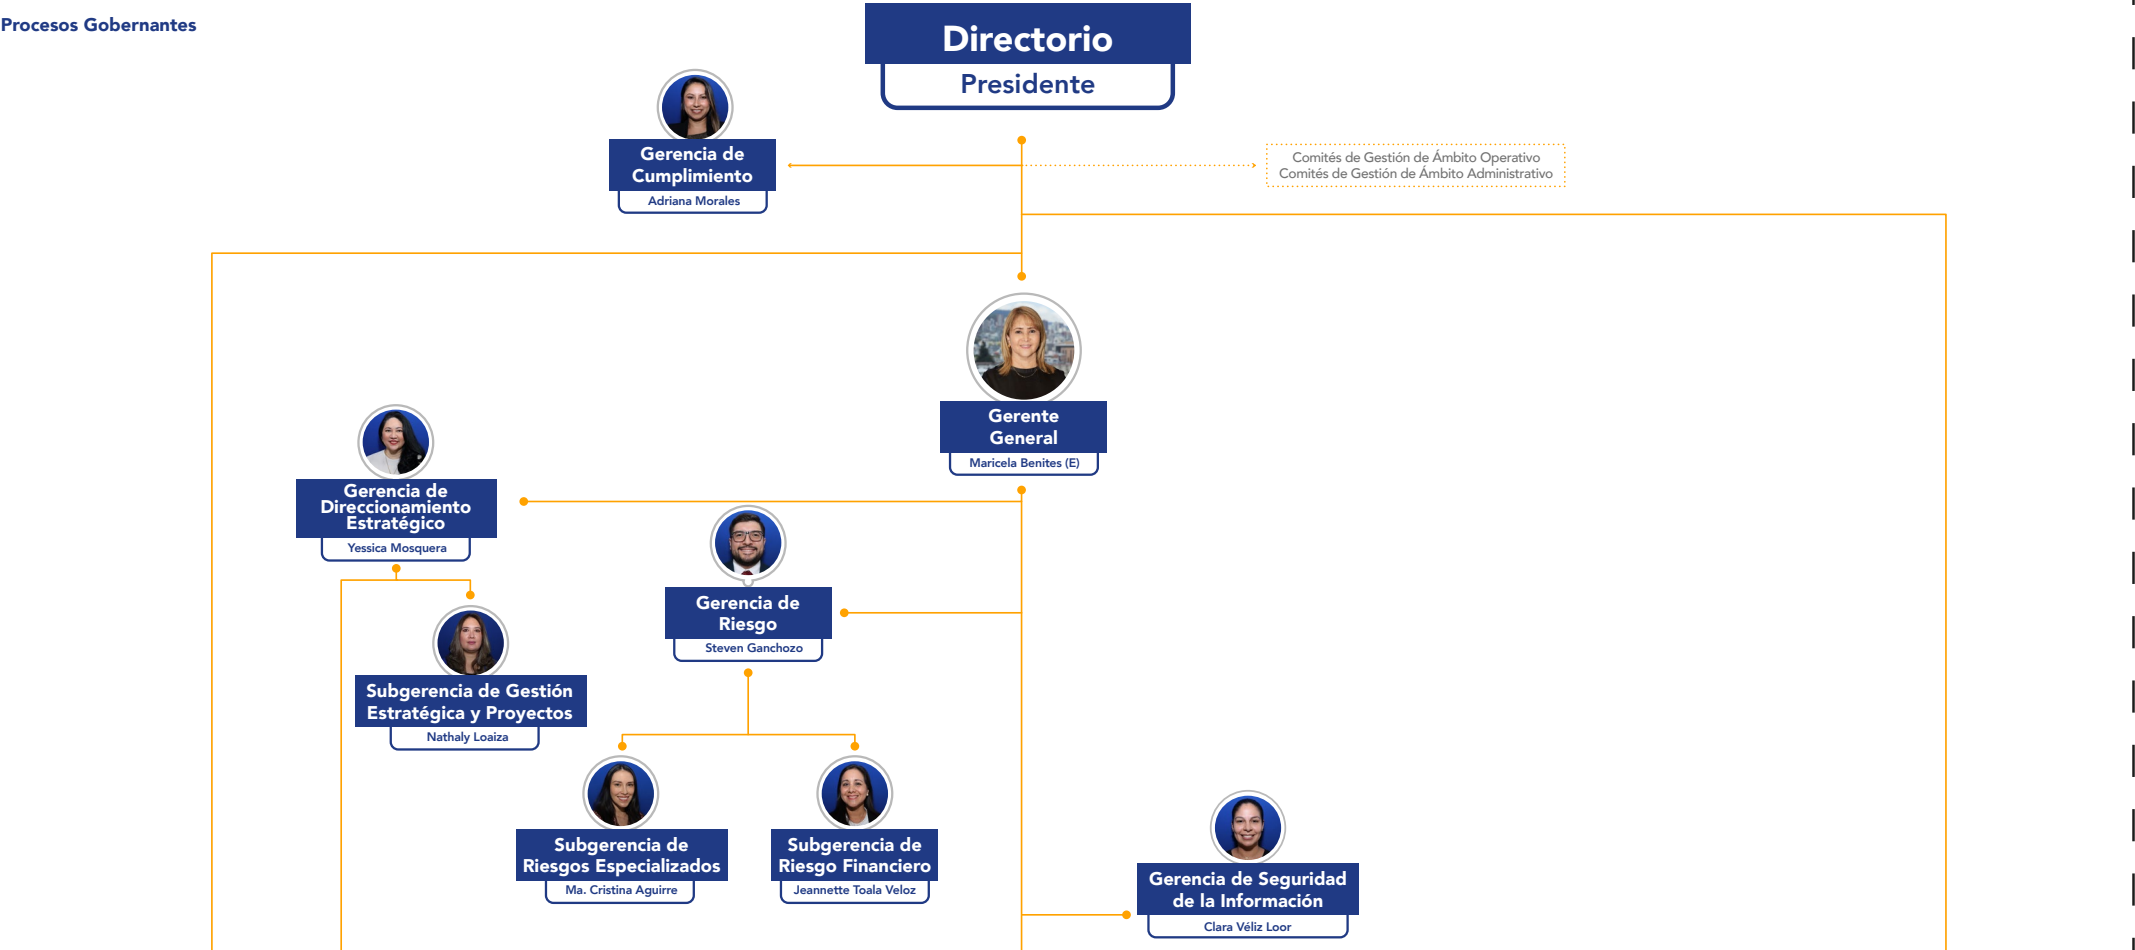 Procesos Gobernantes
Directorio
Presidente
Gerencia de
Cumplimiento
Adriana Morales
Comités de Gestión de Ámbito Operativo
Comités de Gestión de Ámbito Administrativo
Gerente
General
Maricela Benites (E)
Gerencia de
Direccionamiento
Estratégico
Yessica Mosquera
Gerencia de
Riesgo
Steven Ganchozo
Subgerencia de Gestión
Estratégica y Proyectos
Nathaly Loaiza
Subgerencia de
Riesgos Especializados
Ma. Cristina Aguirre
Subgerencia de
Riesgo Financiero
Jeannette Toala Veloz
Gerencia de Seguridad
de la Información
Clara Véliz Loor